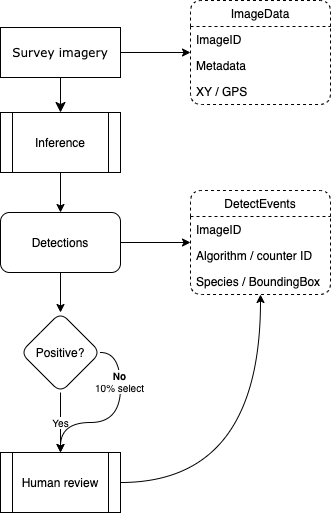 ImageData
Survey imagery
ImageID
Metadata
XY / GPS
Inference
DetectEvents
ImageID
Detections
Algorithm / counter ID
Species / BoundingBox
Positive?
No
10% select
Yes
Human review